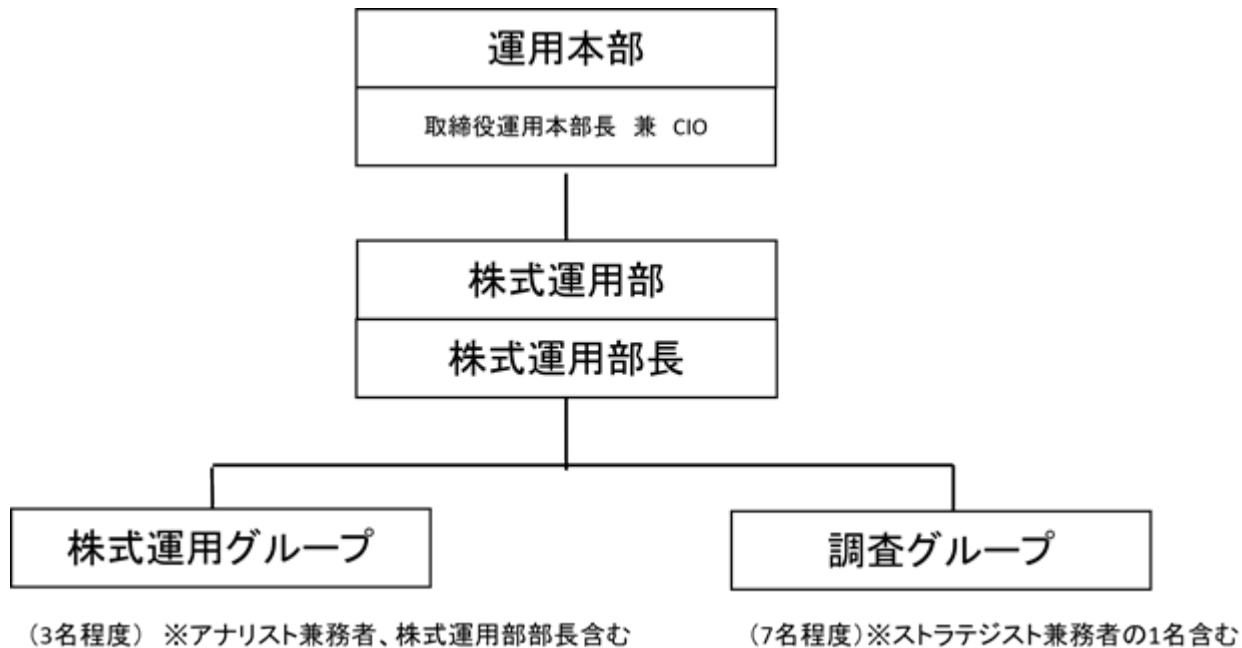 運用本部
取締役運用本部長 兼 CIO
株式運用部
株式運用部長
株式運用グループ
調査グループ
（3名程度） ※アナリスト兼務者、株式運用部部長含む
（7名程度）※ストラテジスト兼務者の1名含む